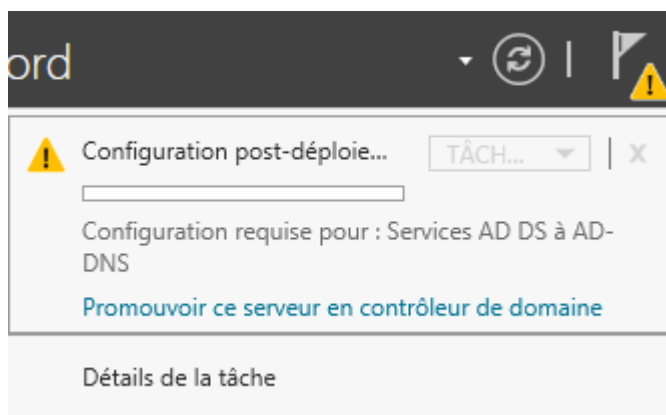 ord
Configuration post-déploie...
TÂCH...
X
Configuration requise pour : Services AD DS à AD-
DNS
Promouvoir ce serveur en contrôleur de domaine
Détails de la tâche